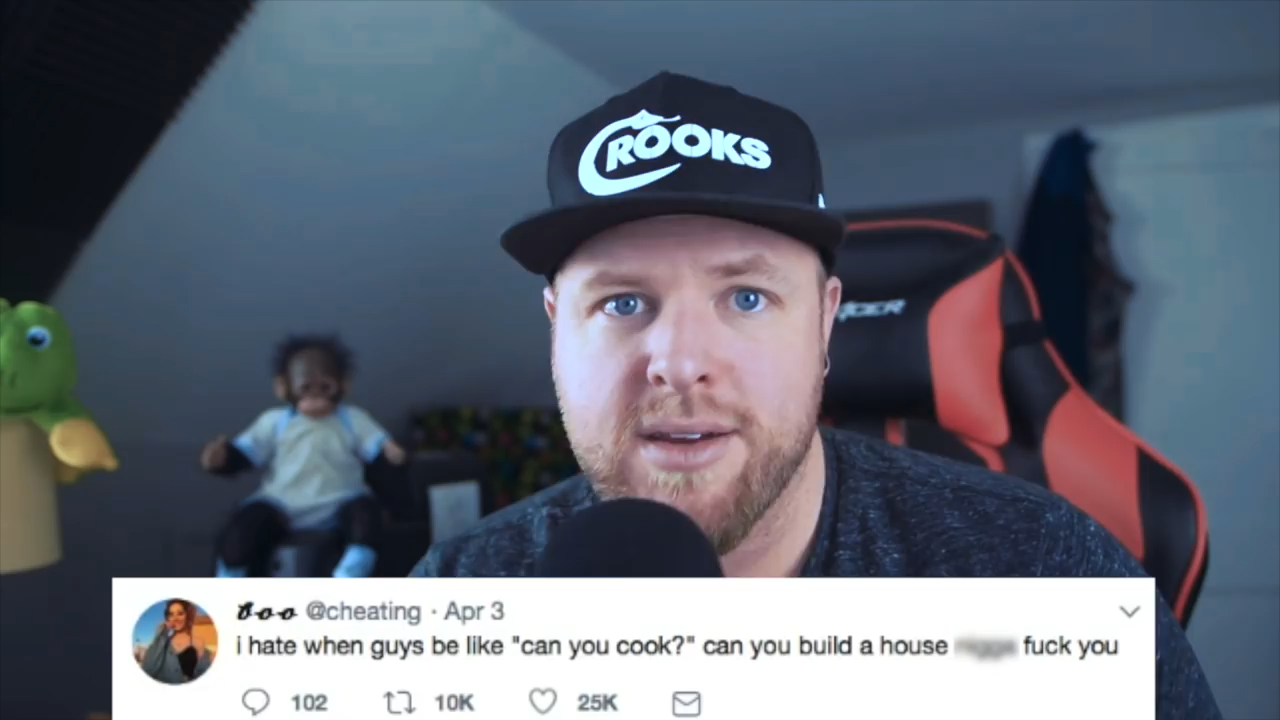 CROOKS
boo @cheating · Apr 3
i hate when guys be like "can you cook?" can you build a house fuck you
102 10K 25K